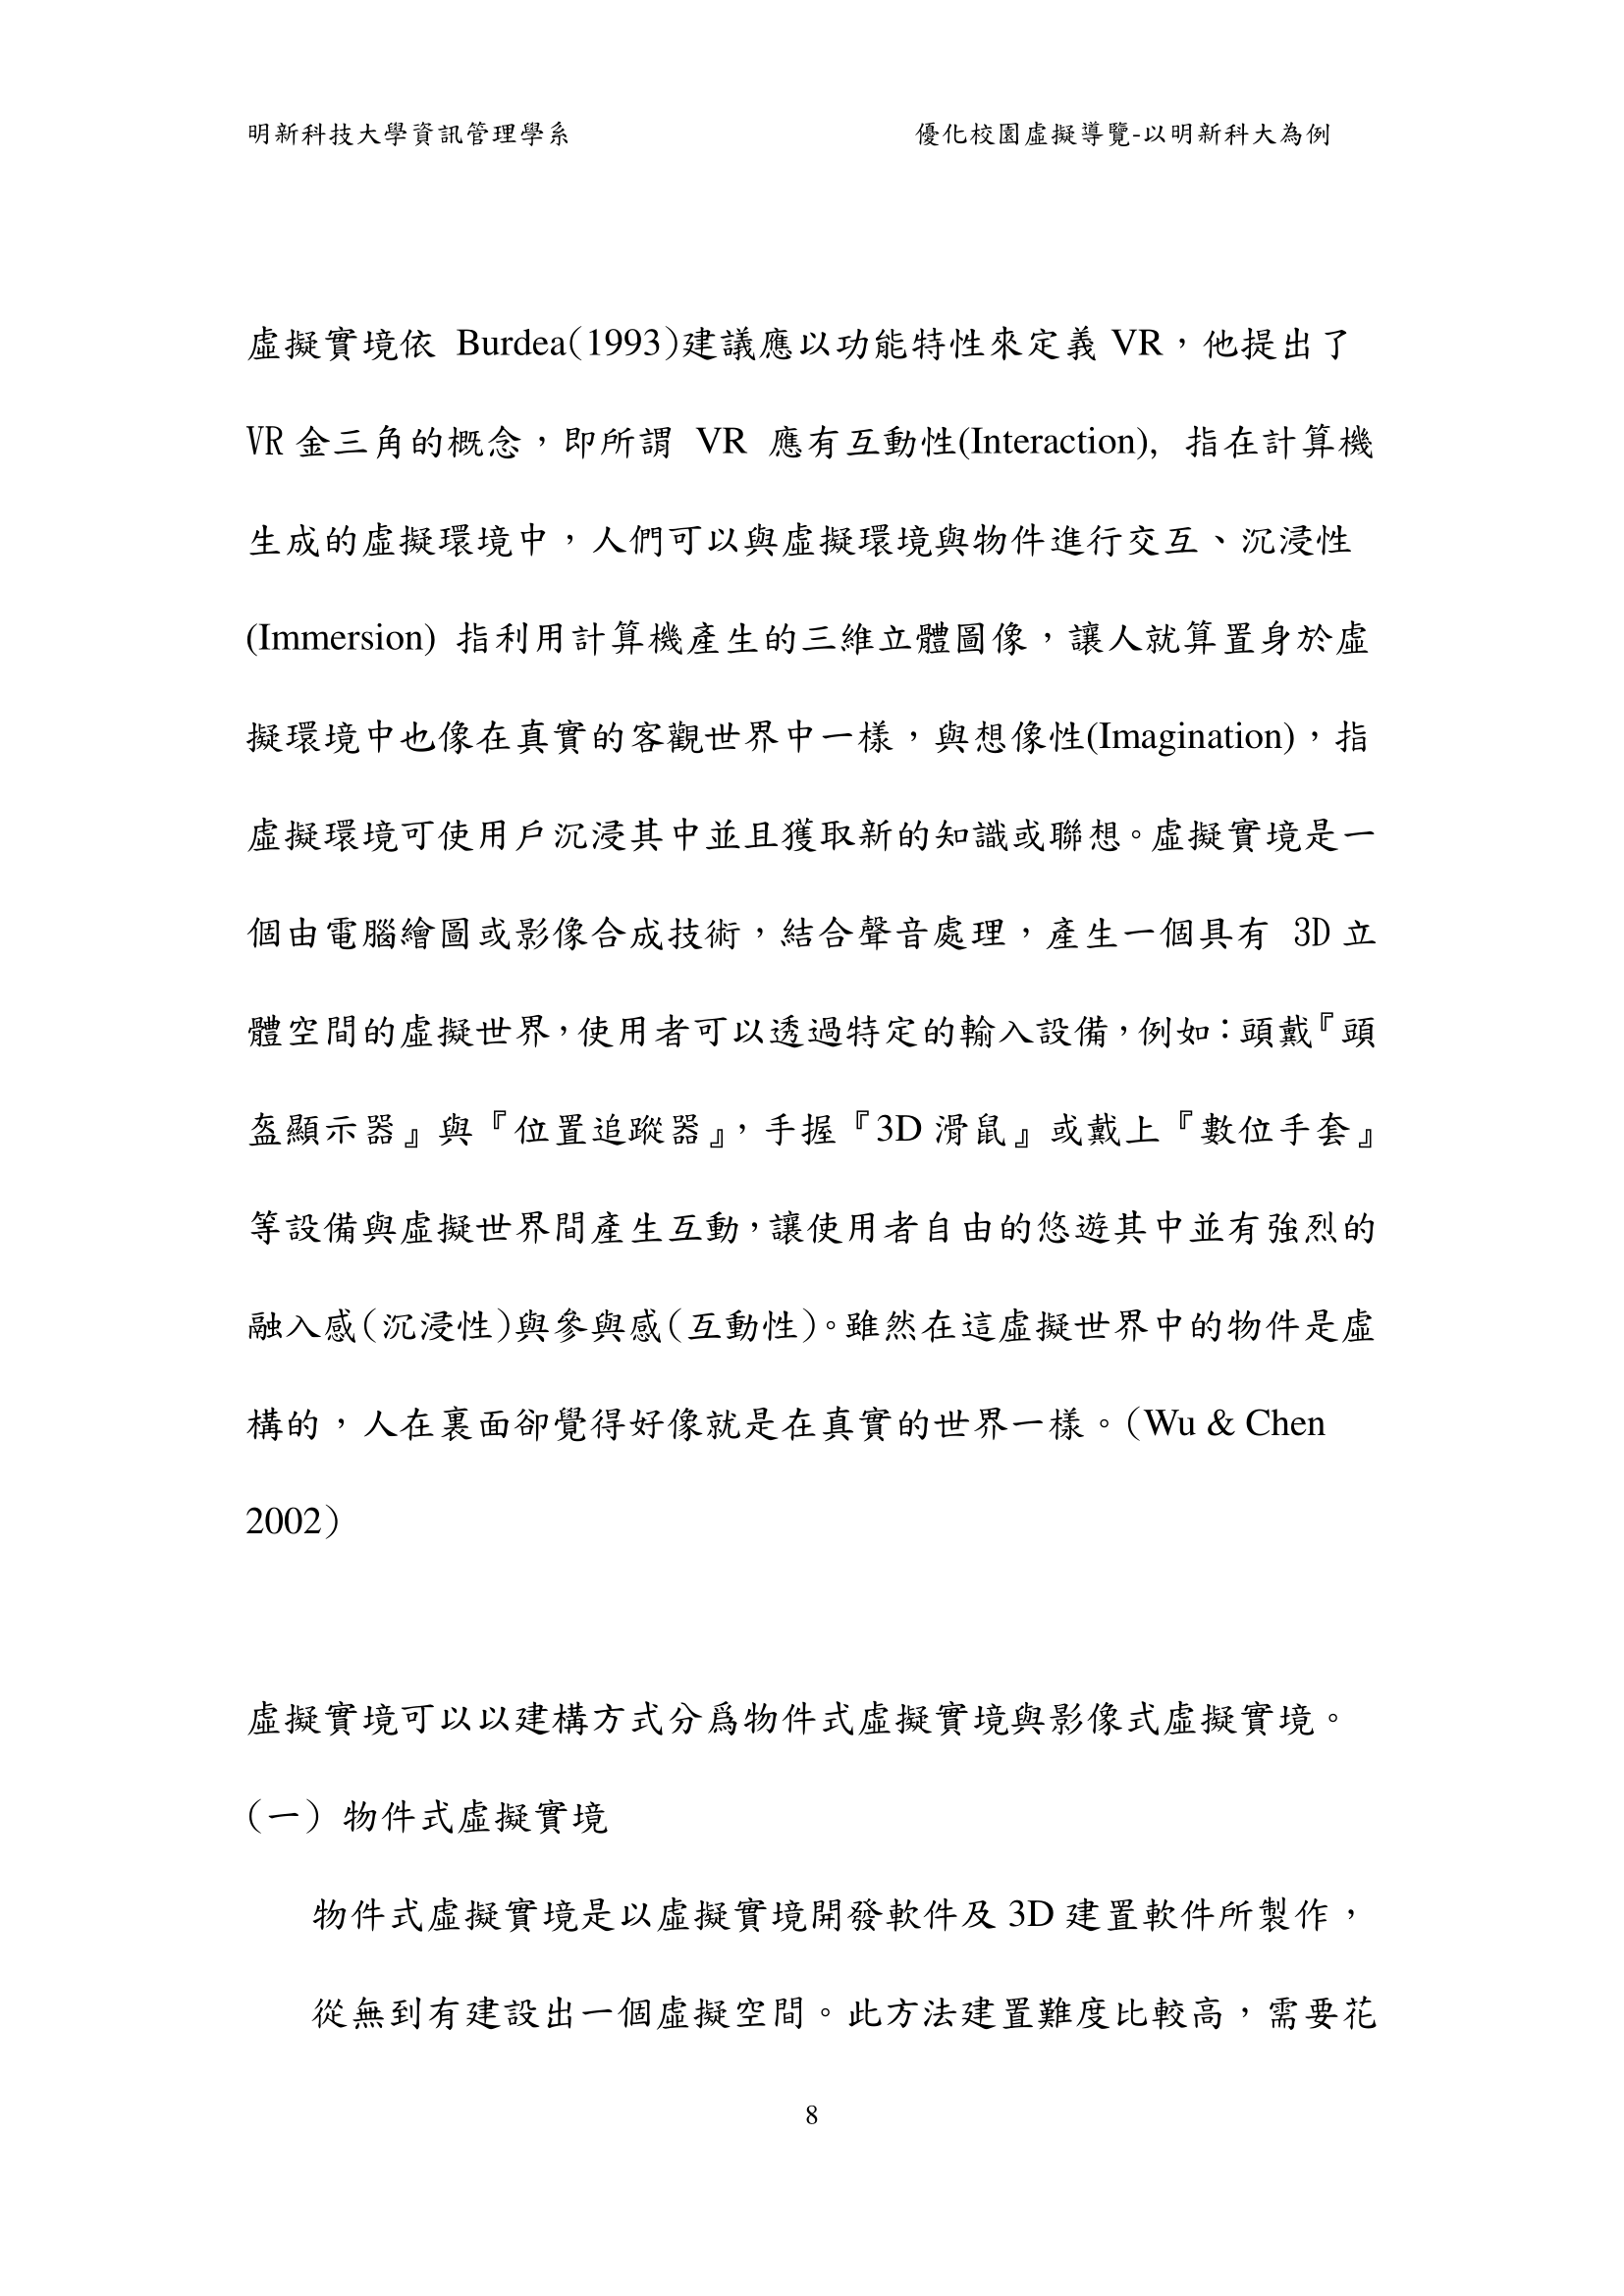 明新科技大學資訊管理學系 優化校園虛擬導覽-以明新科大為例
虛擬實境依 Burdea(1993)建議應以功能特性來定義 VR，他提出了
VR 金三角的概念，即所謂 VR 應有互動性(Interaction), 指在計算機
生成的虛擬環境中，人們可以與虛擬環境與物件進行交互、沉浸性
(Immersion) 指利用計算機產生的三維立體圖像，讓人就算置身於虛
擬環境中也像在真實的客觀世界中一樣，與想像性(Imagination)，指
虛擬環境可使用戶沉浸其中並且獲取新的知識或聯想。虛擬實境是一
個由電腦繪圖或影像合成技術，結合聲音處理，產生一個具有 3D 立
體空間的虛擬世界，使用者可以透過特定的輸入設備，例如：頭戴『頭
盔顯示器』與『位置追蹤器』，手握『3D 滑鼠』或戴上『數位手套』
等設備與虛擬世界間產生互動，讓使用者自由的悠遊其中並有強烈的
融入感(沉浸性)與參與感(互動性)。雖然在這虛擬世界中的物件是虛
構的，人在裏面卻覺得好像就是在真實的世界一樣。（Wu & Chen
2002）
虛擬實境可以以建構方式分爲物件式虛擬實境與影像式虛擬實境。
(一) 物件式虛擬實境
物件式虛擬實境是以虛擬實境開發軟件及 3D 建置軟件所製作，
從無到有建設出一個虛擬空間。此方法建置難度比較高，需要花
8